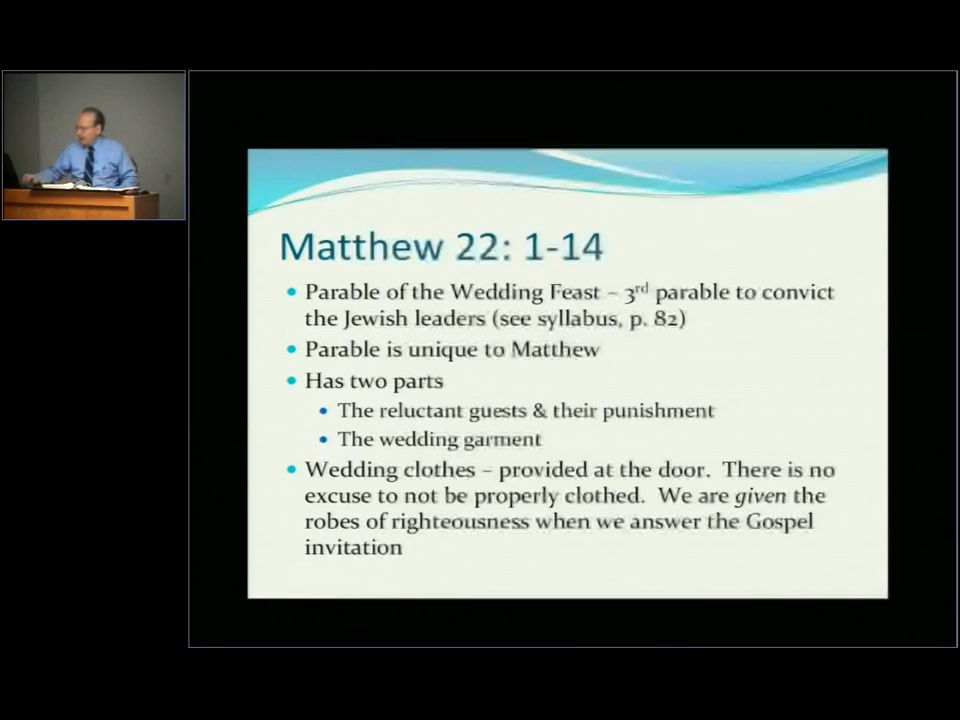 Matthew 22: 1-14
• Parable of the Wedding Feast – 3rd parable to convict
the Jewish leaders (see syllabus, p. 82)
• Parable is unique to Matthew
• Has two parts
• The reluctant guests & their punishment
• The wedding garment
• Wedding clothes – provided at the door. There is no
excuse to not be properly clothed. We are given the
robes of righteousness when we answer the Gospel
invitation